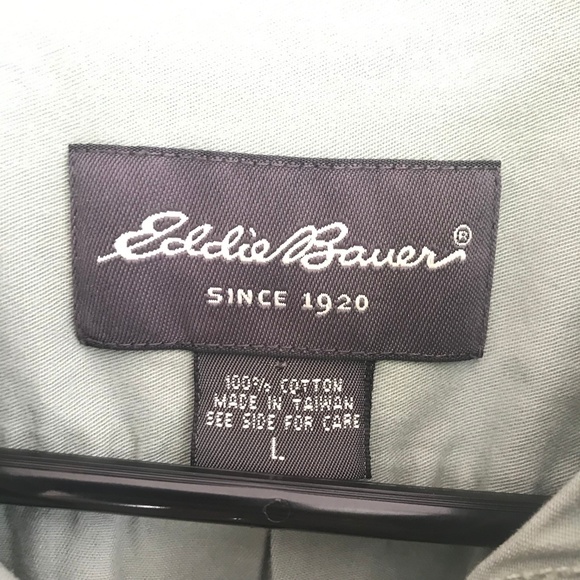 Eddie Bauer®
SINCE 1920
100% COTTON
MADE IN TAIWAN
SEE SIDE FOR CARE
L